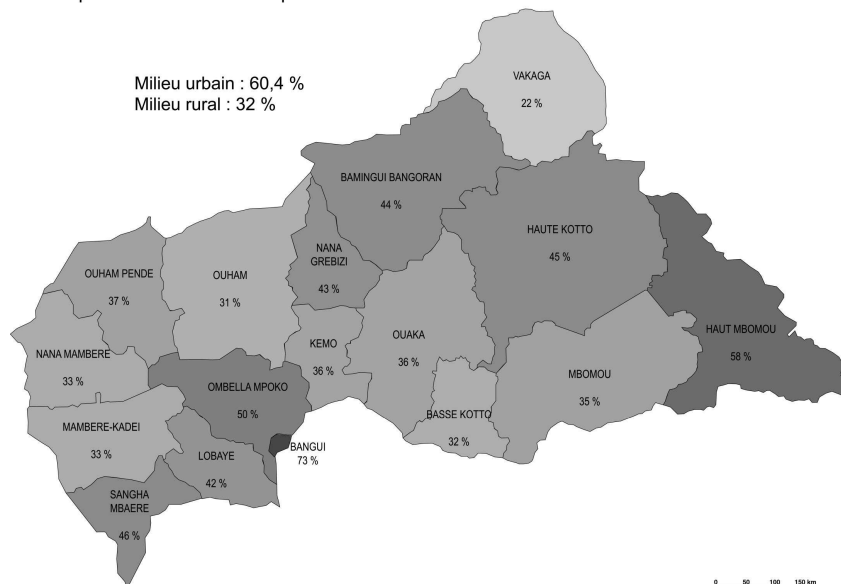 Milieu urbain : 60,4 %
Milieu rural : 32 %
VAKAGA
22 %
BAMINGUI BANGORAN
44 %
HAUTE KOTTO
45 %
NANA
GREBIZI
43 %
OUHAM PENDE
37 %
OUHAM
31 %
HAUT MBOMOU
58 %
NANA MAMBERE
33 %
KEMO
36 %
OUAKA
36 %
MBOMOU
35 %
OMBELLA MPOKO
50 %
BASSE KOTTO
32 %
MAMBERE-KADEI
33 %
LOBAYE
42 %
BANGUI
73 %
SANGHA
MBAERE
46 %
0 50 100 150 km